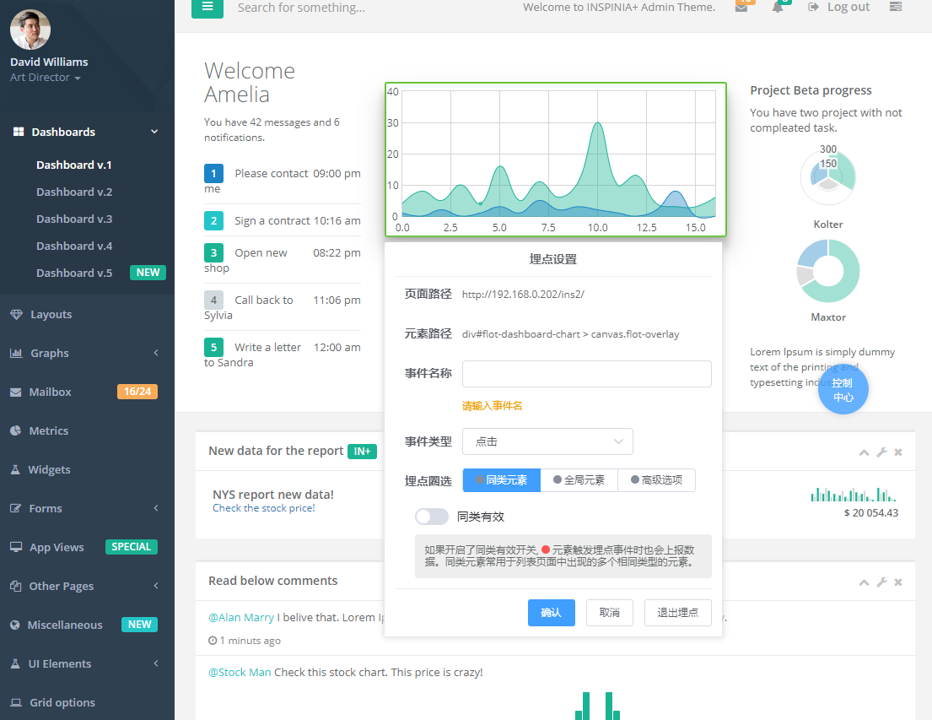 David Williams
Art Director
Dashboards
Dashboard v.1
Dashboard v.2
Dashboard v.3
Dashboard v.4
Dashboard v.5 NEW
Layouts
Graphs
Mailbox 16/24
Metrics
Widgets
Forms
App Views SPECIAL
Other Pages
Miscellaneous NEW
UI Elements
Grid options
Search for something...
Welcome to INSPINIA+ Admin Theme.
Log out
Welcome
Amelia
You have 42 messages and 6
notifications.
1 Please contact 09:00 pm
me
2 Sign a contract 10:16 am
3 Open new 08:22 pm
shop
4 Call back to 11:06 pm
Sylvia
5 Write a letter 12:00 am
to Sandra
40
30
20
10
0
0.0 2.5 5.0 7.5 10.0 12.5 15.0
Project Beta progress
You have two project with not
compleated task.
300
150
Kolter
Maxtor
Lorem Ipsum is simply dummy
text of the printing and
typesetting
控制
中心
埋点设置
页面路径 http://192.168.0.202/ins2/
元素路径 div#flot-dashboard-chart > canvas.flot-overlay
事件名称
请输入事件名
事件类型 点击
埋点圈选 同类元素 全局元素 高级选项
同类有效
如果开启了同类有效开关, 元素触发埋点事件时也会上报数
据。同类元素常用于列表页面中出现的多个相同类型的元素。
确认 取消 退出埋点
New data for the report IN+
NYS report new data!
Check the stock price!
$ 20 054.43
Read below comments
@Alan Marry I belive that. Lorem
1 minuts ago
@Stock Man Check this stock chart. This price is crazy!